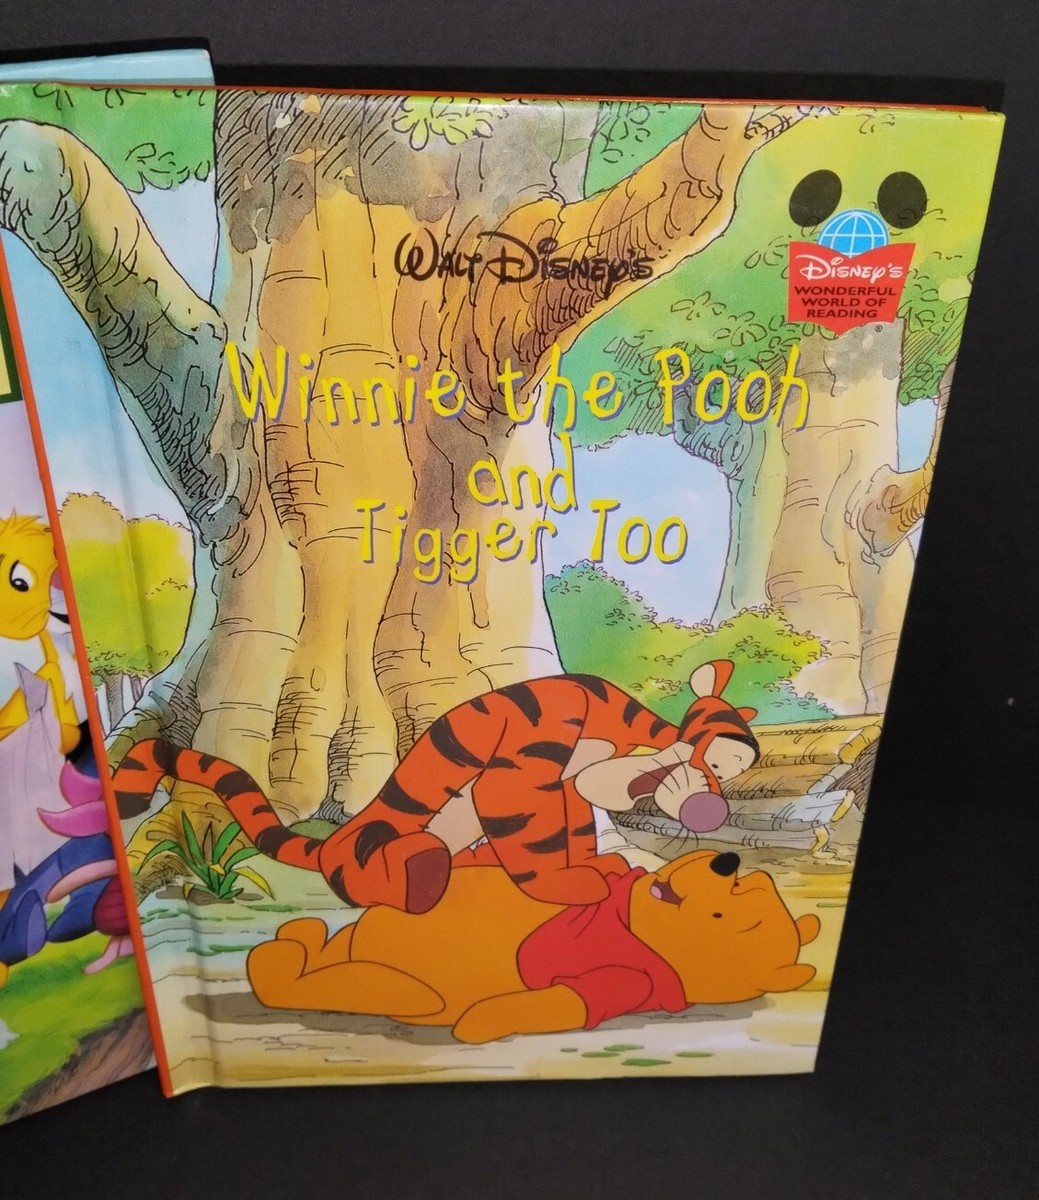 Walt Disney's
Disney's
WONDERFUL
WORLD OF
READING
®
Winnie the Pooh
and
Tigger Too